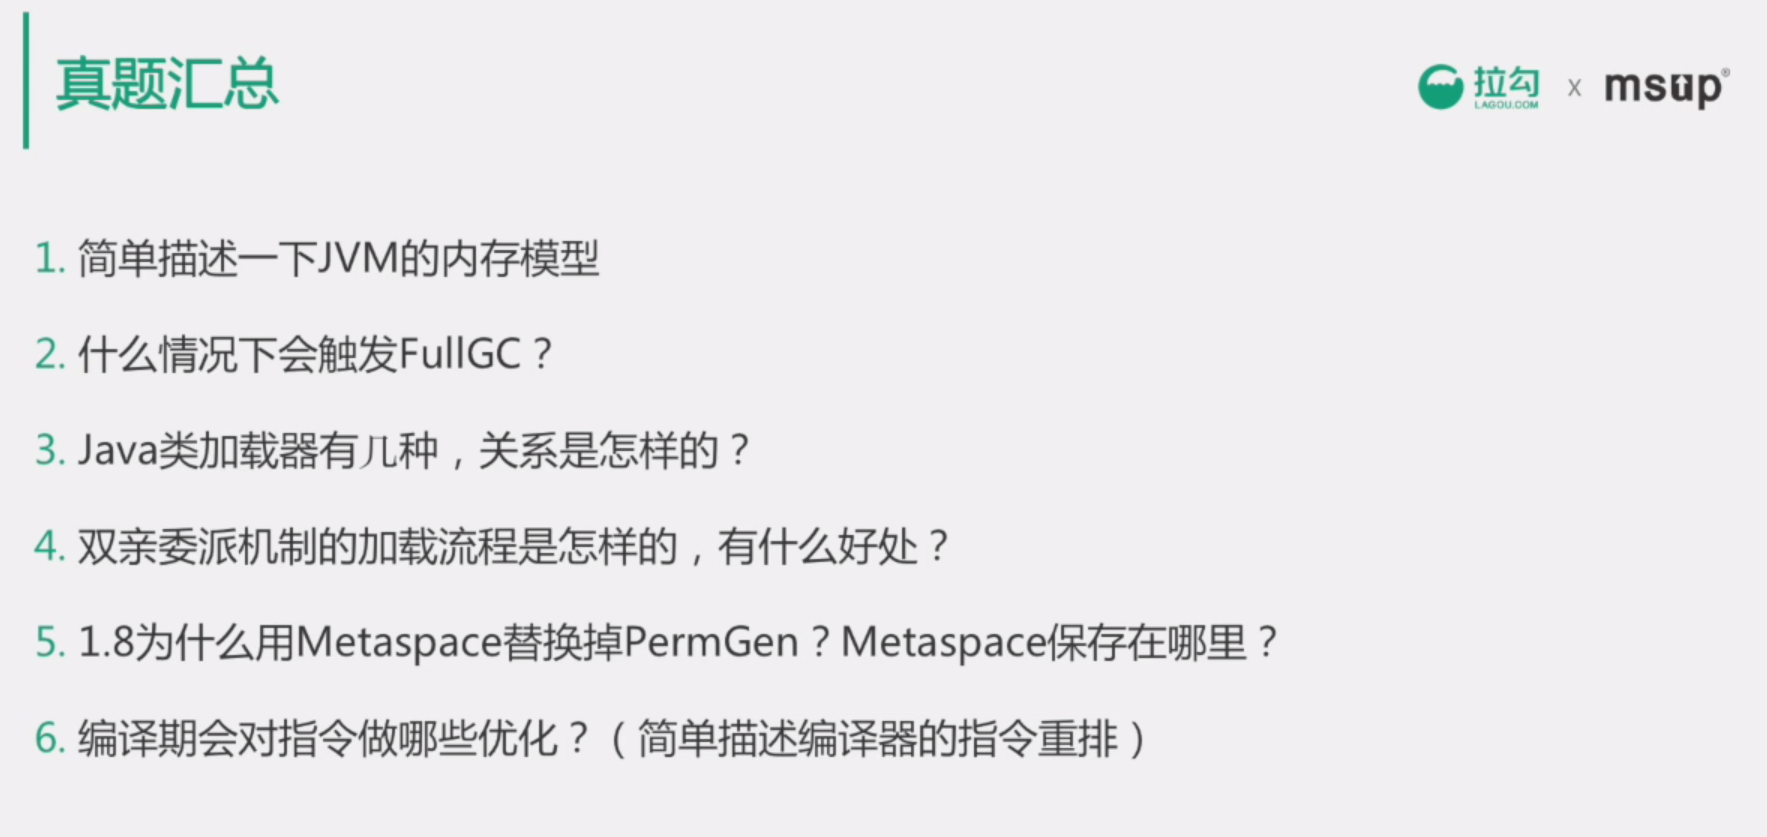 真题汇总
拉勾 x msup®
LAGOU.COM
1. 简单描述一下JVM的内存模型
2. 什么情况下会触发FullGC？
3. Java类加载器有几种，关系是怎样的？
4. 双亲委派机制的加载流程是怎样的，有什么好处？
5. 1.8为什么用Metaspace替换掉PermGen？Metaspace保存在哪里？
6. 编译期会对指令做哪些优化？（简单描述编译器的指令重排）